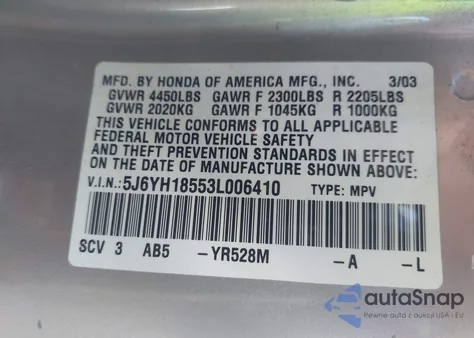 MFD. BY HONDA OF AMERICA MFG., INC. 3/03
GVWR 4450LBS GAWR F 2300LBS R 2205LBS
GVWR 2020KG GAWR F 1045KG R 1000KG
THIS VEHICLE CONFORMS TO ALL APPLICABLE
FEDERAL MOTOR VEHICLE SAFETY
AND THEFT PREVENTION STANDARDS IN EFFECT
ON THE DATE OF MANUFACTURE SHOWN ABOVE.
V.I.N.:5J6YH18553L006410 TYPE: MPV
SCV 3 AB5 -YR528M -A -L
autoSnap
Pewne auta z aukcji USA - EU